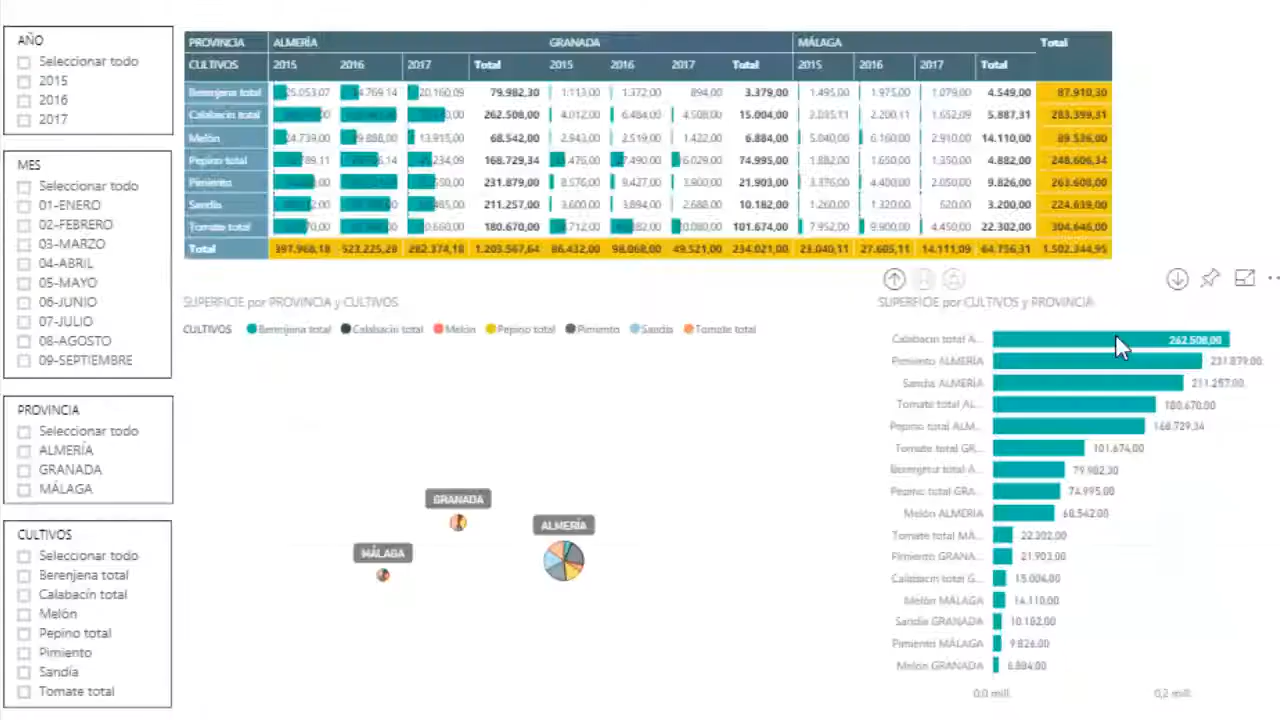 AÑO
Seleccionar todo
2015
2016
2017
MES
Seleccionar todo
01-ENERO
02-FEBRERO
03-MARZO
04-ABRIL
05-MAYO
06-JUNIO
07-JULIO
08-AGOSTO
09-SEPTIEMBRE
PROVINCIA
Seleccionar todo
ALMERÍA
GRANADA
MÁLAGA
CULTIVOS
Seleccionar todo
Berenjena total
Calabacín total
Melón
Pepino total
Pimiento
Sandía
Tomate total
PROVINCIA ALMERÍA GRANADA MÁLAGA Total
CULTIVOS 2015 2016 2017 Total 2015 2016 2017 Total 2015 2016 2017 Total
Berenjena total 20.160,09 79.982,30 1.113,00 1.372,00 894,00 3.379,00 1.495,00 1.975,00 1.079,00 4.549,00 87.910,30
Calabacín total 262.508,00 4.012,00 6.484,00 4.508,00 15.004,00 2.035,11 2.200,11 1.652,09 5.887,31 283.399,31
Melón 13.915,00 68.542,00 2.943,00 2.519,00 1.422,00 6.884,00 5.040,00 6.160,00 2.910,00 14.110,00 89.536,00
Pepino total 168.729,34 74.995,00 1.882,00 1.650,00 1.350,00 4.882,00 248.606,34
Pimiento 231.879,00 8.576,00 9.427,00 3.900,00 21.903,00 3.376,00 4.400,00 2.050,00 9.826,00 263.608,00
Sandía 211.257,00 3.600,00 3.894,00 2.688,00 10.182,00 1.260,00 1.320,00 620,00 3.200,00 224.639,00
Tomate total 180.670,00 101.674,00 7.952,00 9.900,00 4.450,00 22.302,00 304.646,00
Total 397.968,18 523.225,28 282.374,18 1.203.567,64 86.432,00 98.068,00 49.521,00 234.021,00 23.040,11 27.605,11 14.111,09 64.756,31 1.502.344,95
SUPERFICIE por PROVINCIA y CULTIVOS
CULTIVOS Berenjena total Calabacín total Melón Pepino total Pimiento Sandía Tomate total
GRANADA
ALMERÍA
MÁLAGA
SUPERFICIE por CULTIVOS y PROVINCIA
Calabacín total A... 262.508,00
Pimiento ALMERÍA 231.879,00
Sandía ALMERÍA 211.257,00
Tomate total AL... 180.670,00
Pepino total ALM... 168.729,34
Tomate total GR... 101.674,00
Berenjena total A... 79.982,30
Pepino total GRA... 74.995,00
Melón ALMERÍA 68.542,00
Tomate total MÁ... 22.302,00
Pimiento GRANA... 21.903,00
Calabacín total G... 15.004,00
Melón MÁLAGA 14.110,00
Sandía GRANADA 10.182,00
Pimiento MÁLAGA 9.826,00
Melón GRANADA 6.884,00
0,0 mill. 0,2 mill.